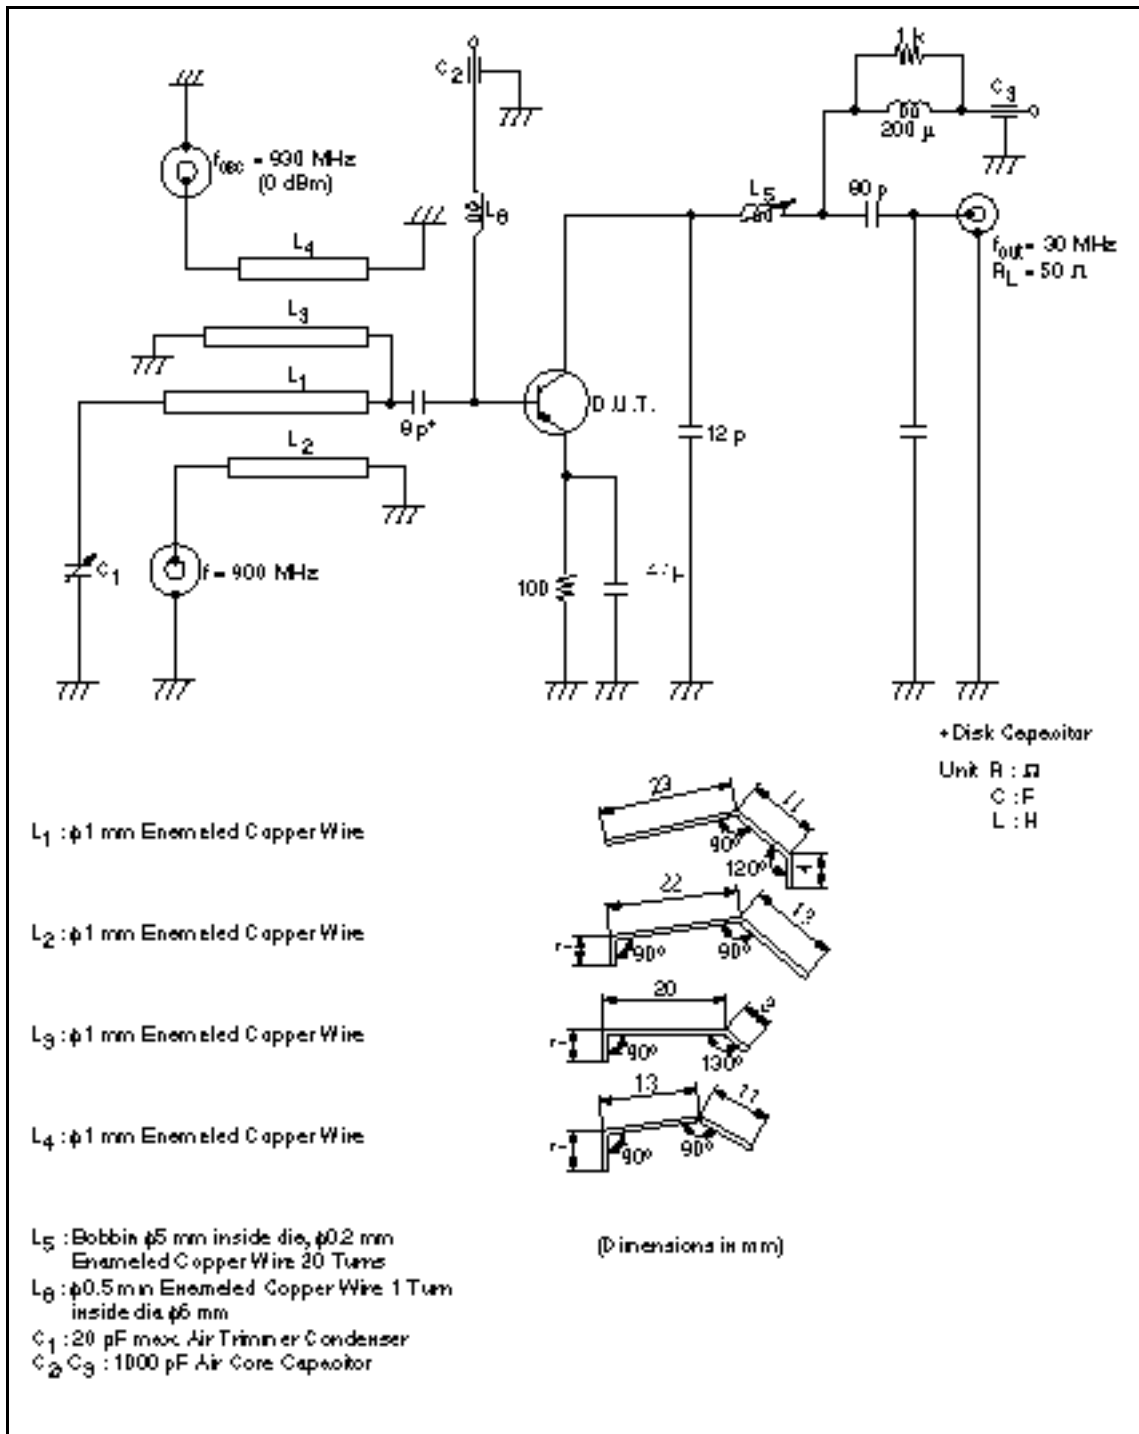 1 k
C2
C3
200 μ
fosc = 930 MHz
(0 dBm)
L5
L6
L4
fout = 30 MHz
RL = 50 Ω
L3
L1
D.U.T.
12 p
L2
C1
f = 900 MHz
100
* Disk Capacitor
Unit R : Ω
C : F
L : H
L1 : φ1 mm Enameled Copper Wire
23
11
90°
120°
4
L2 : φ1 mm Enameled Copper Wire
22
90°
90°
L3 : φ1 mm Enameled Copper Wire
20
90°
130°
L4 : φ1 mm Enameled Copper Wire
13
90°
90°
L5 : Bobbin φ5 mm inside dia, φ0.2 mm
Enameled Copper Wire 20 Turns
(Dimensions in mm)
L6 : φ0.5 mm Enameled Copper Wire 1 Turn
inside dia φ5 mm
C1 : 20 pF max. Air Trimmer Condenser
C2, C3 : 1000 pF Air Core Capacitor